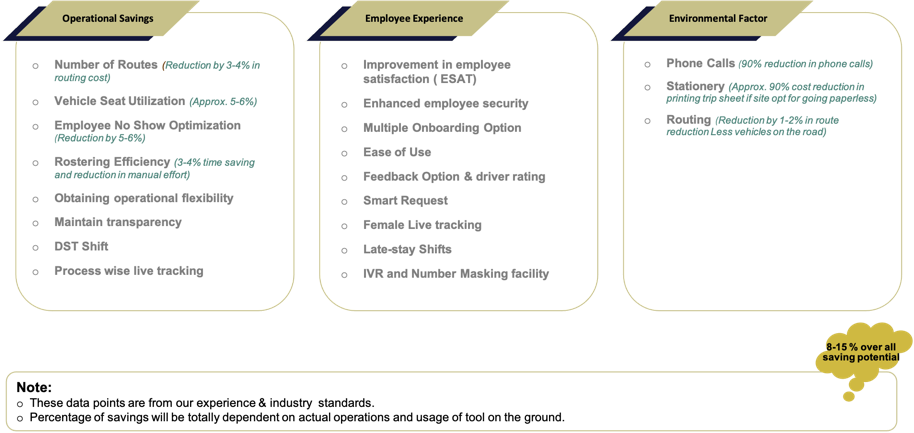 Operational Savings
Number of Routes (Reduction by 3-4% in
routing cost)
Vehicle Seat Utilization (Approx. 5-6%)
Employee No Show Optimization
(Reduction by 5-6%)
Rostering Efficiency (3-4% time saving
and reduction in manual effort)
Obtaining operational flexibility
Maintain transparency
DST Shift
Process wise live tracking
Employee Experience
Improvement in employee
satisfaction ( ESAT)
Enhanced employee security
Multiple Onboarding Option
Ease of Use
Feedback Option & driver rating
Smart Request
Female Live tracking
Late-stay Shifts
IVR and Number Masking facility
Environmental Factor
Phone Calls (90% reduction in phone calls)
Stationery (Approx. 90% cost reduction in
printing trip sheet if site opt for going paperless)
Routing (Reduction by 1-2% in route
reduction Less vehicles on the road)
8-15 % over all
saving potential
Note:
These data points are from our experience & industry standards.
Percentage of savings will be totally dependent on actual operations and usage of tool on the ground.